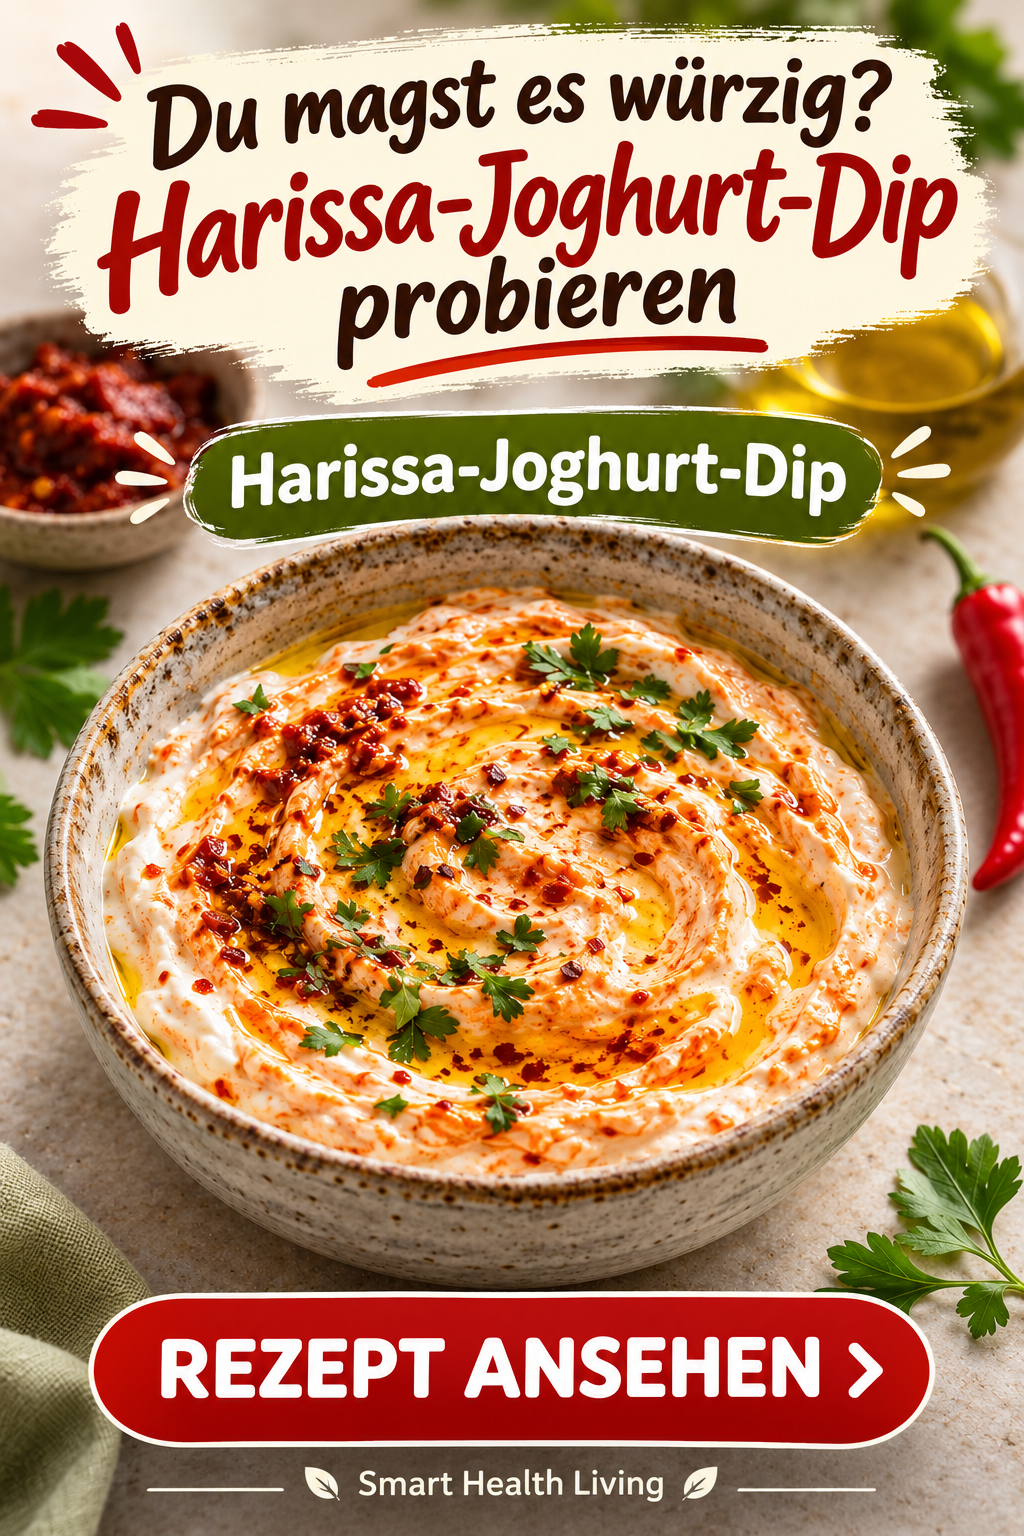 Du magst es würzig?
Harissa-Joghurt-Dip
probieren
Harissa-Joghurt-Dip
REZEPT ANSEHEN
Smart Health Living